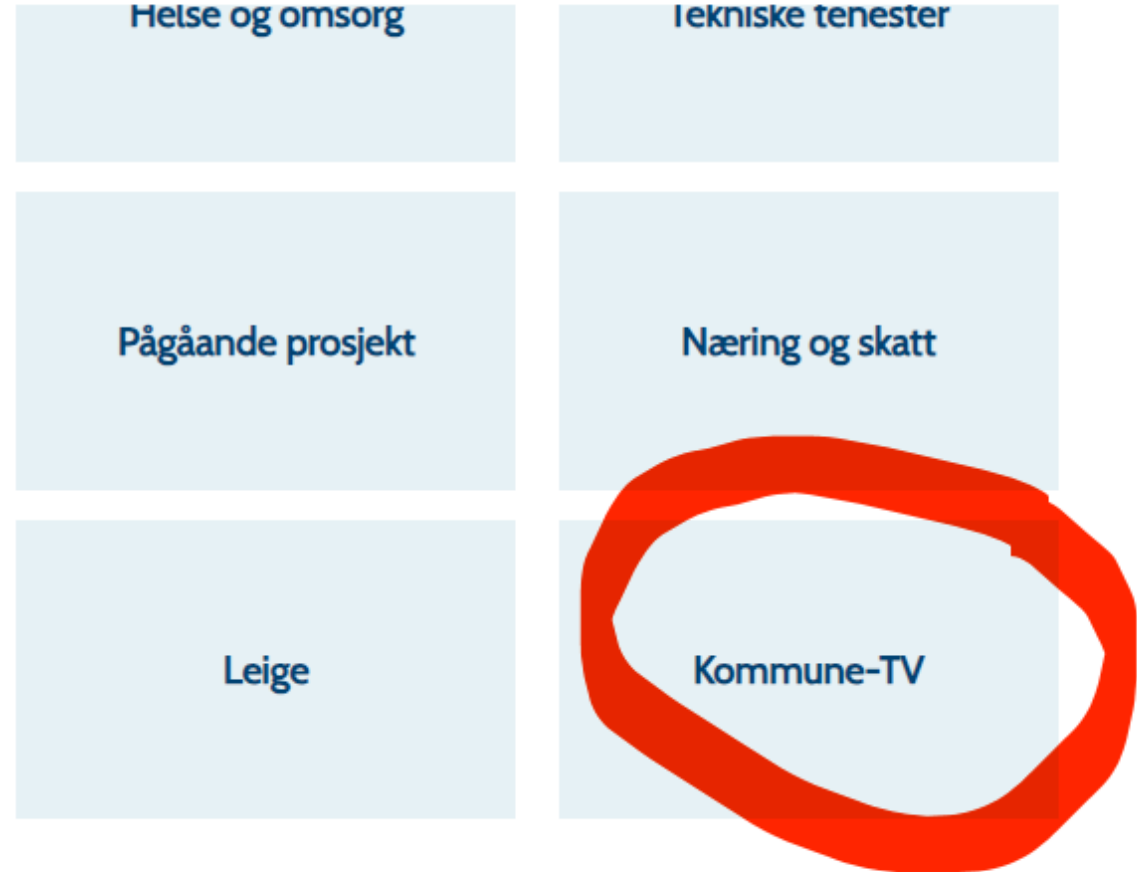 Helse og omsorg
Tekniske tenester
Pågåande prosjekt
Næring og skatt
Leige
Kommune-TV